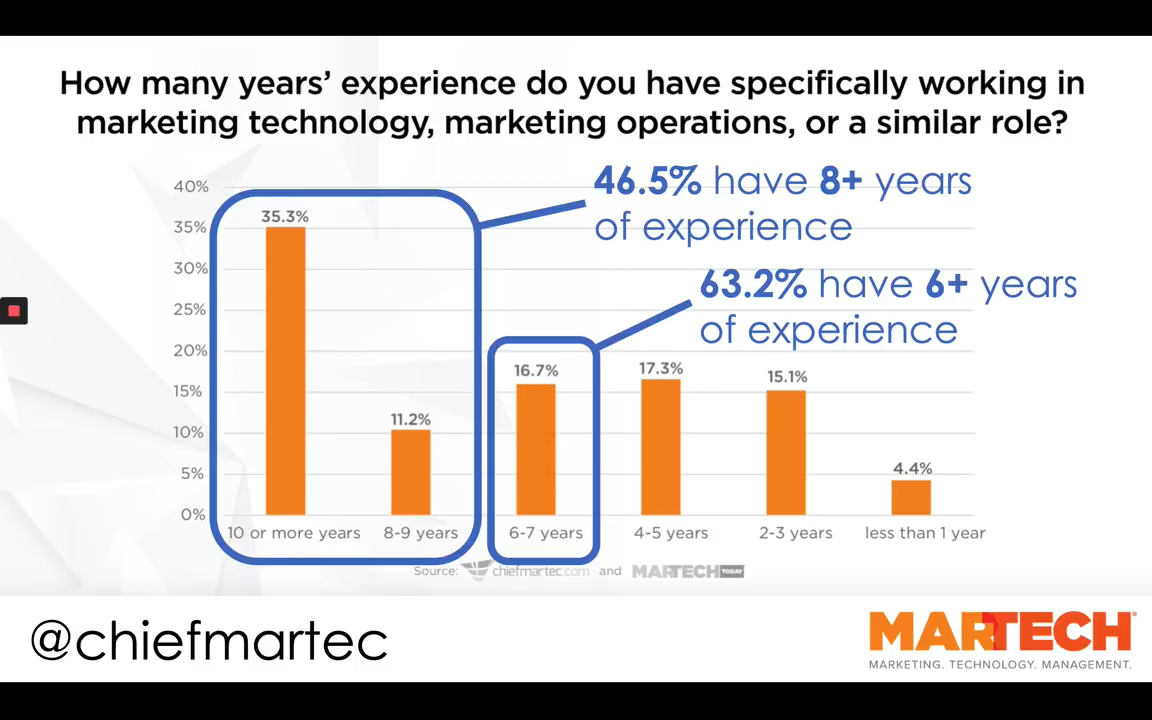 How many years’ experience do you have specifically working in
marketing technology, marketing operations, or a similar role?
46.5% have 8+ years
of experience
63.2% have 6+ years
of experience
40%
35%
30%
25%
20%
15%
10%
5%
0%
35.3%
11.2%
16.7%
17.3%
15.1%
4.4%
10 or more years
8-9 years
6-7 years
4-5 years
2-3 years
less than 1 year
Source: chiefmartec.com and MARTECH TODAY
@chiefmartec
MARTECH®
MARKETING. TECHNOLOGY. MANAGEMENT.